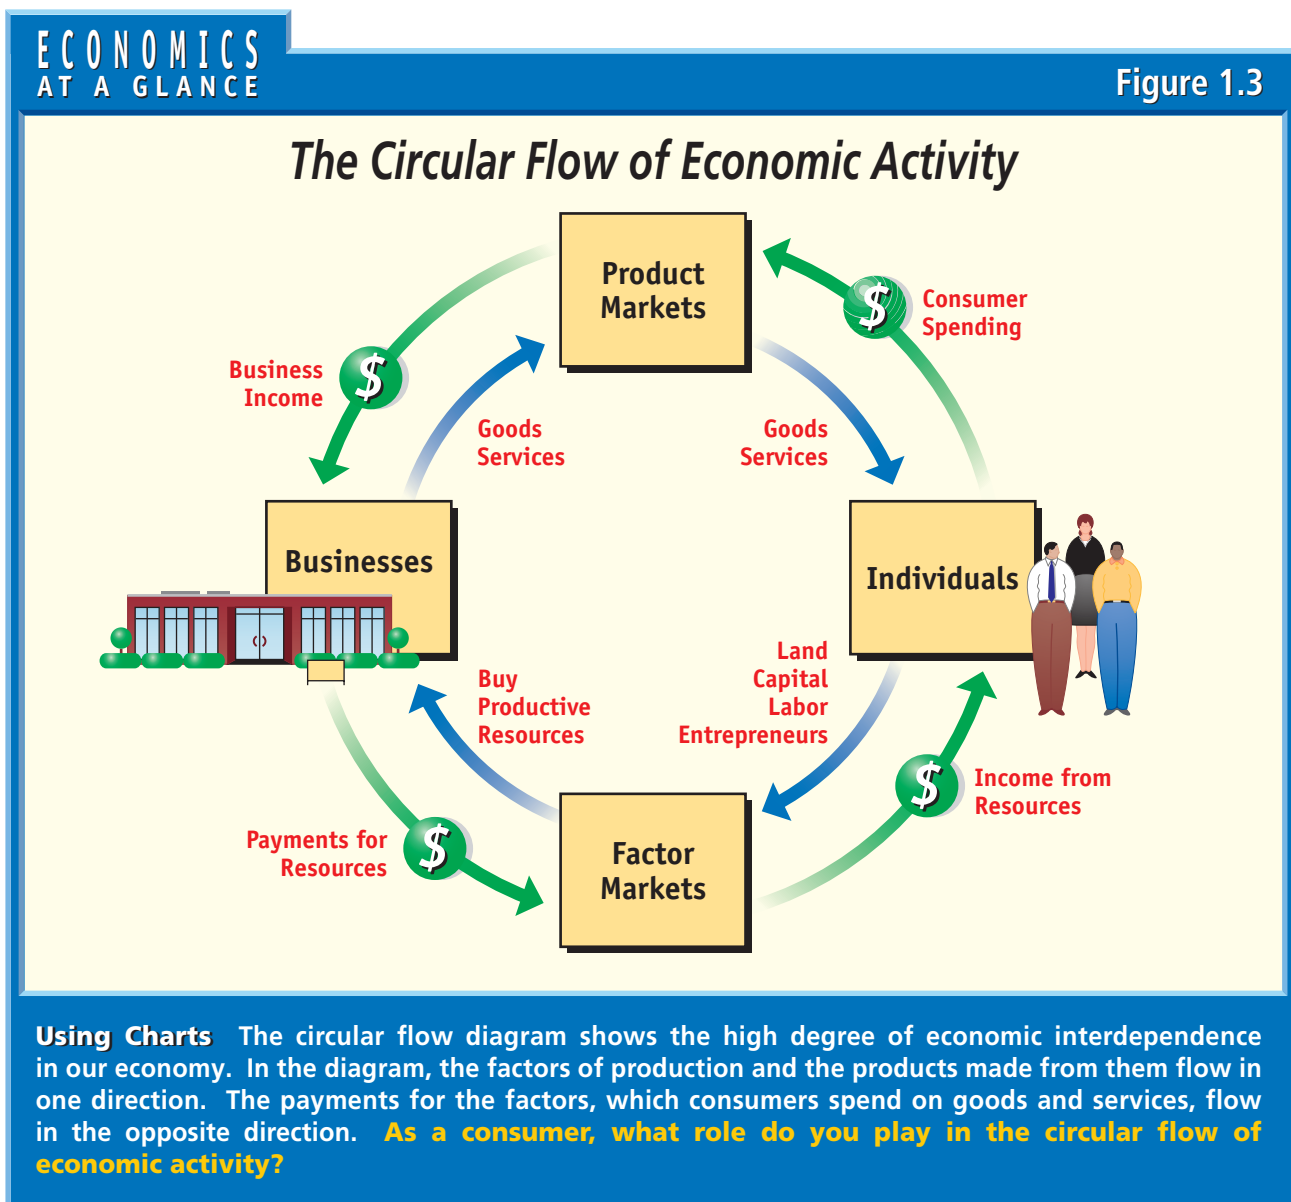 ECONOMICS
AT A GLANCE
Figure 1.3
The Circular Flow of Economic Activity
Product
Markets
Consumer
Spending
Business
Income
$
$
Goods
Services
Goods
Services
Businesses
Individuals
Buy
Productive
Resources
Land
Capital
Labor
Entrepreneurs
Payments for
Resources
$
$
Income from
Resources
Factor
Markets
Using Charts The circular flow diagram shows the high degree of economic interdependence
in our economy. In the diagram, the factors of production and the products made from them flow in
one direction. The payments for the factors, which consumers spend on goods and services, flow
in the opposite direction. As a consumer, what role do you play in the circular flow of
economic activity?